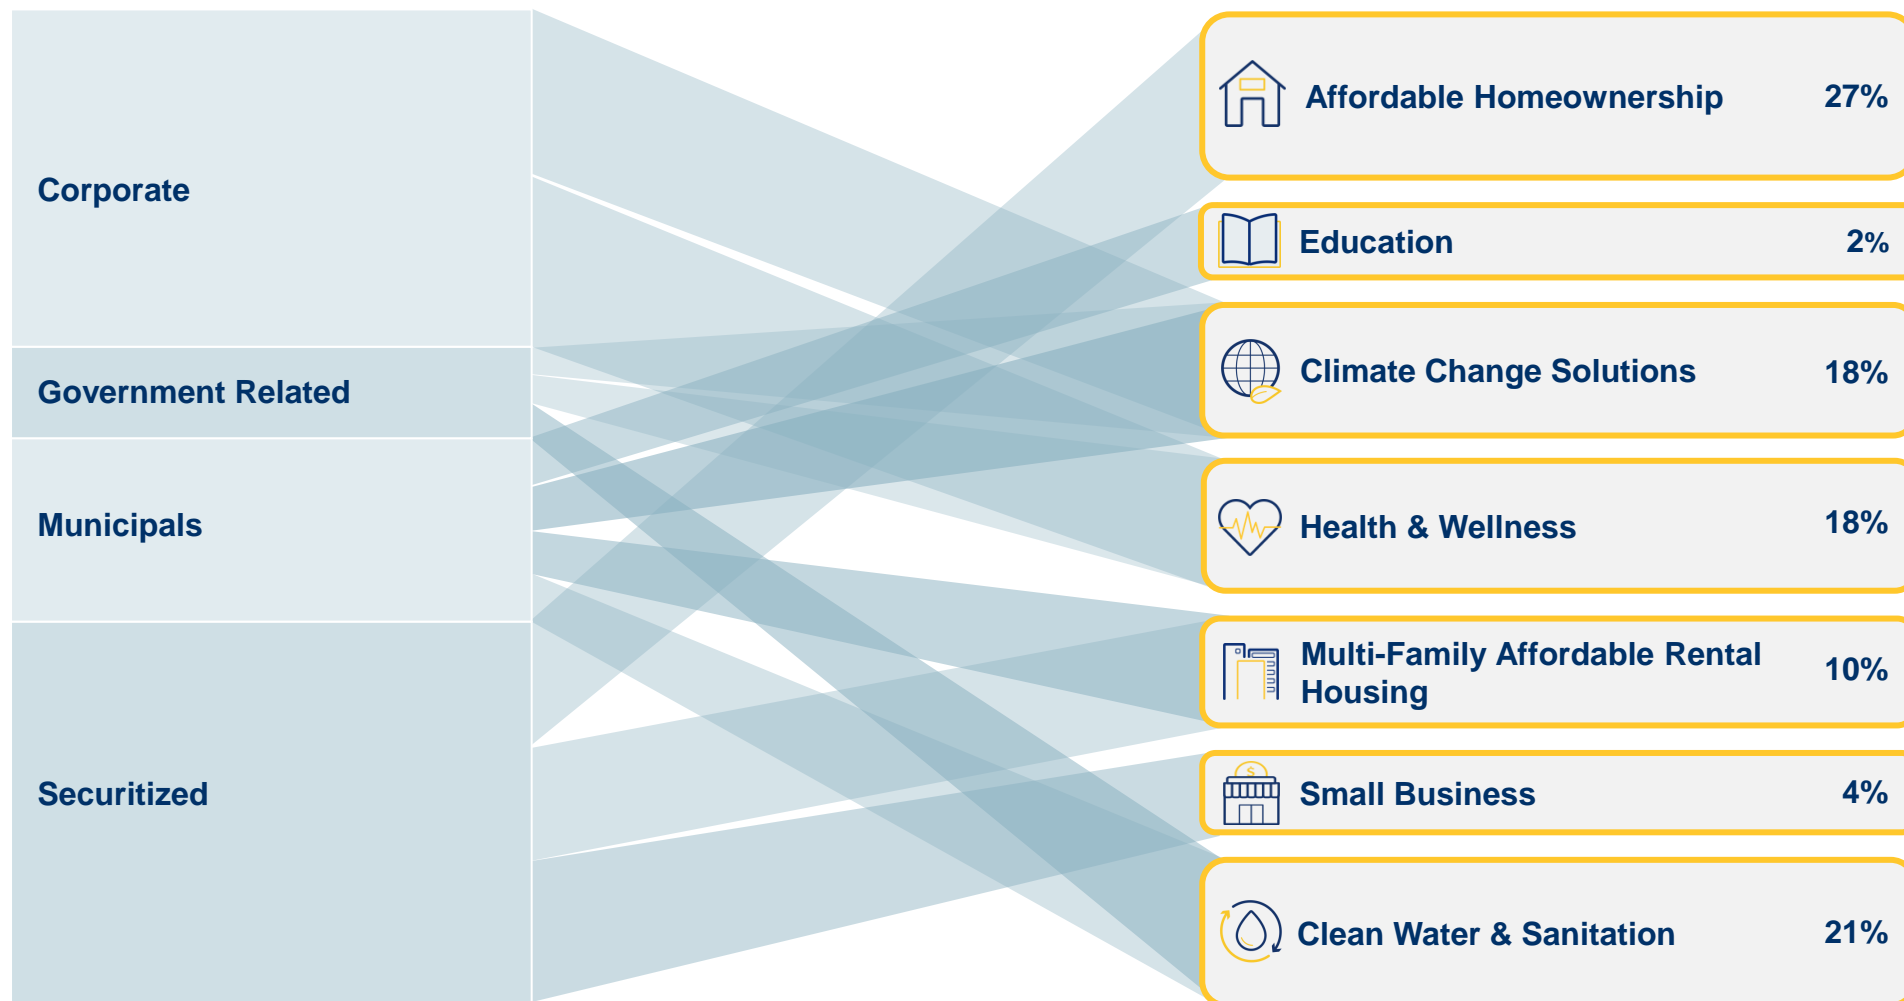 Corporate
Government Related
Municipals
Securitized
Affordable Homeownership 27%
Education 2%
Climate Change Solutions 18%
Health & Wellness 18%
Multi-Family Affordable Rental
Housing 10%
$
Small Business 4%
Clean Water & Sanitation 21%